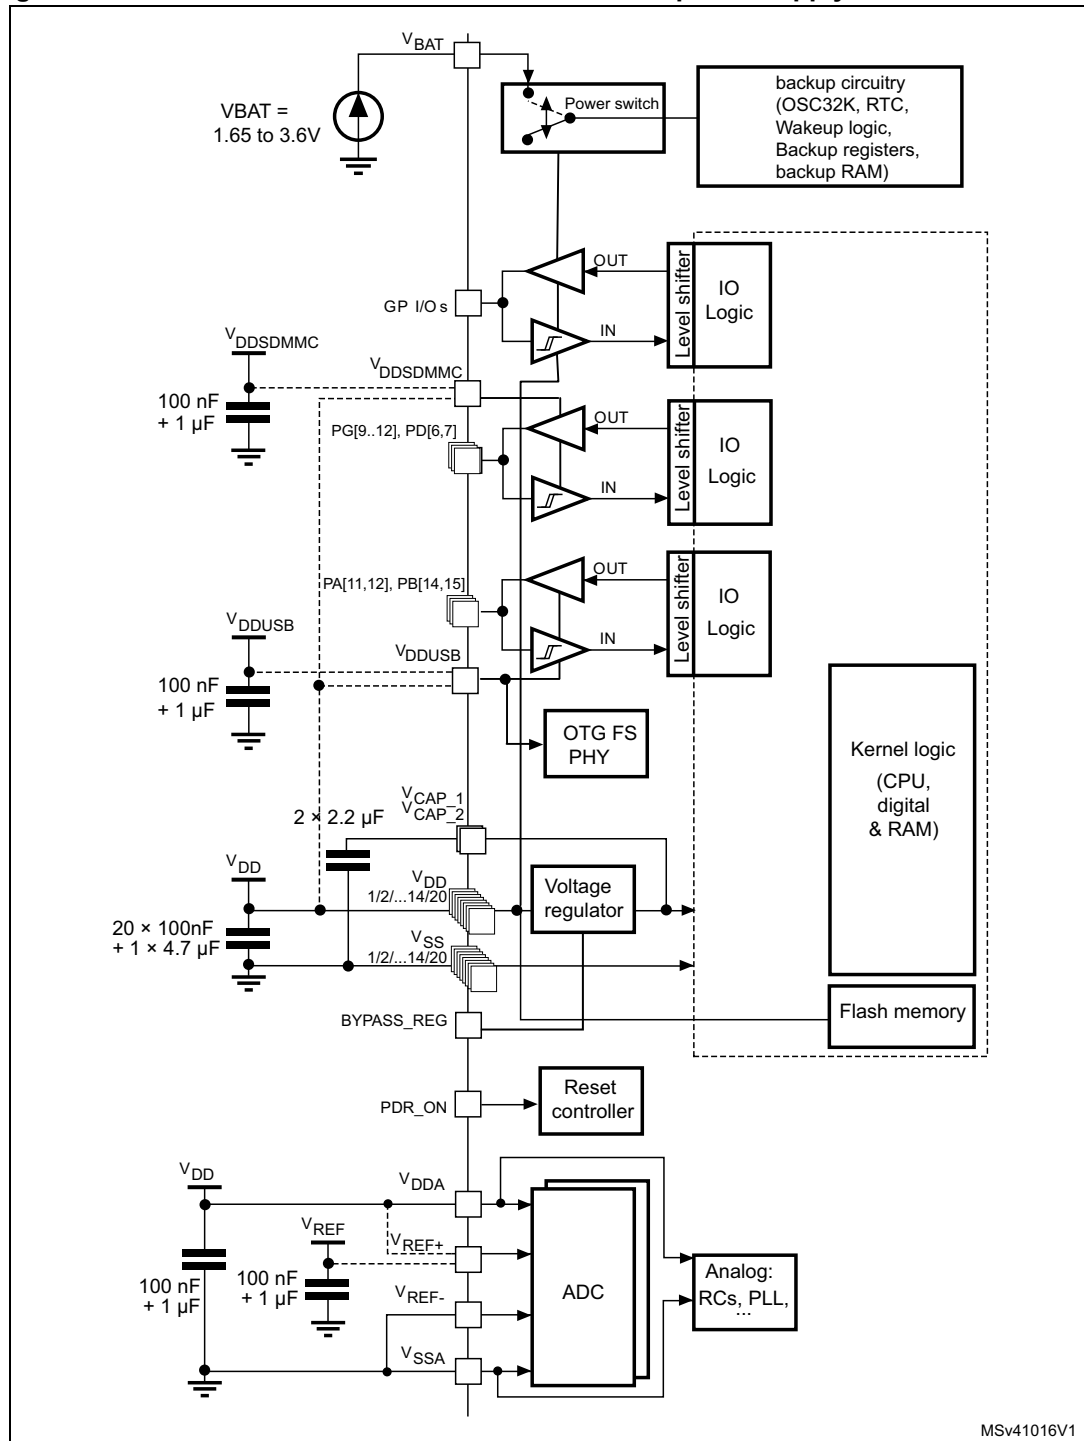 VBAT
VBAT =
1.65 to 3.6V
Power switch
backup circuitry
(OSC32K, RTC,
Wakeup logic,
Backup registers,
backup RAM)
OUT
GP I/Os
IN
Level shifter
IO
Logic
VDDSDMMC
100 nF
+ 1 µF
VDDSDMMC
PG[9..12], PD[6,7]
OUT
IN
Level shifter
IO
Logic
PA[11,12], PB[14,15]
OUT
IN
Level shifter
IO
Logic
VDDUSB
100 nF
+ 1 µF
VDDUSB
OTG FS
PHY
Kernel logic
(CPU,
digital
& RAM)
VCAP_1
VCAP_2
2 × 2.2 µF
VDD
20 × 100nF
+ 1 × 4.7 µF
VDD
1/2/...14/20
Voltage
regulator
VSS
1/2/...14/20
BYPASS_REG
Flash memory
PDR_ON
Reset
controller
VDD
100 nF
+ 1 µF
VREF
100 nF
+ 1 µF
VDDA
VREF+
VREF-
VSSA
ADC
Analog:
RCs, PLL,
...
MSv41016V1